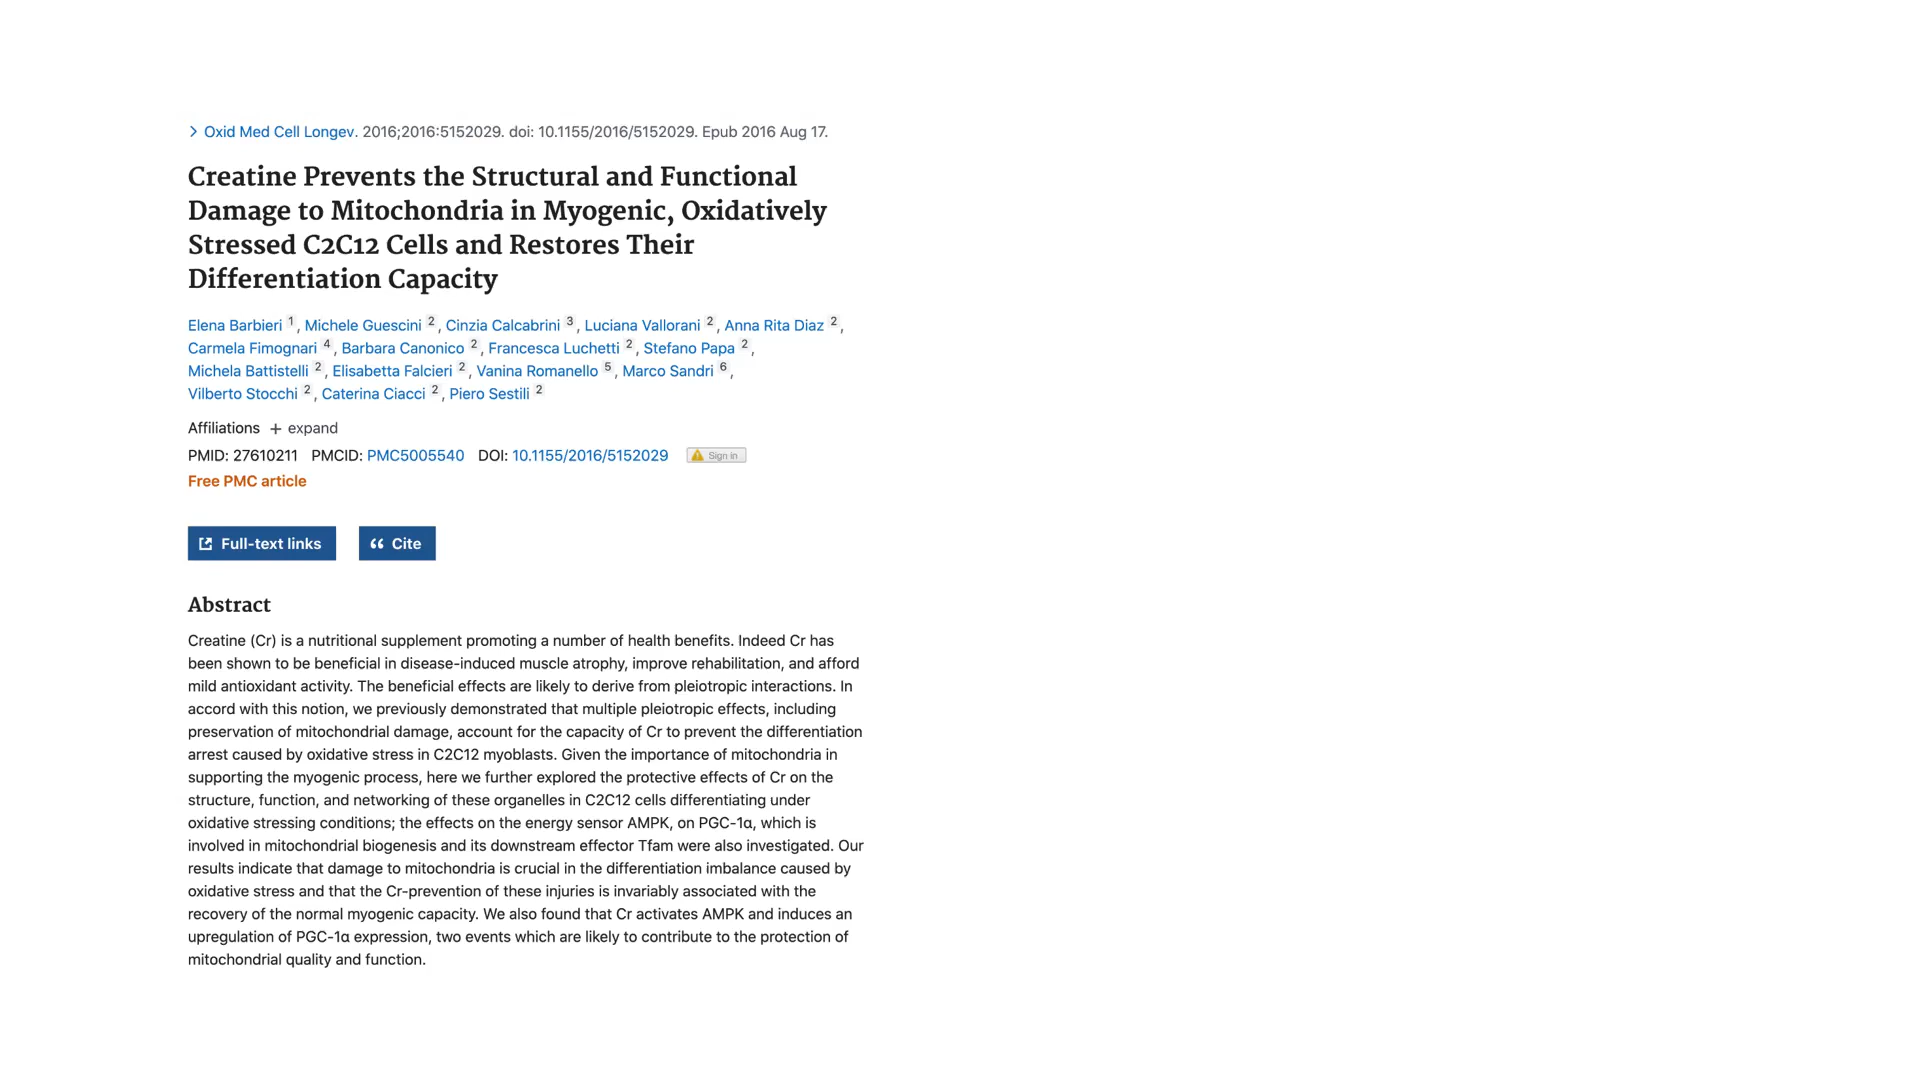 Oxid Med Cell Longev. 2016;2016:5152029. doi: 10.1155/2016/5152029. Epub 2016 Aug 17.
Creatine Prevents the Structural and Functional
Damage to Mitochondria in Myogenic, Oxidatively
Stressed C2C12 Cells and Restores Their
Differentiation Capacity
Elena Barbieri 1, Michele Guescini 2, Cinzia Calcabrini 3, Luciana Vallorani 2, Anna Rita Diaz 2,
Carmela Fimognari 4, Barbara Canonico 2, Francesca Luchetti 2, Stefano Papa 2,
Michela Battistelli 2, Elisabetta Falcieri 2, Vanina Romanello 5, Marco Sandri 6,
Vilberto Stocchi 2, Caterina Ciacci 2, Piero Sestili 2
Affiliations + expand
PMID: 27610211 PMCID: PMC5005540 DOI: 10.1155/2016/5152029 Sign in
Free PMC article
Full-text links Cite
Abstract
Creatine (Cr) is a nutritional supplement promoting a number of health benefits. Indeed Cr has
been shown to be beneficial in disease-induced muscle atrophy, improve rehabilitation, and afford
mild antioxidant activity. The beneficial effects are likely to derive from pleiotropic interactions. In
accord with this notion, we previously demonstrated that multiple pleiotropic effects, including
preservation of mitochondrial damage, account for the capacity of Cr to prevent the differentiation
arrest caused by oxidative stress in C2C12 myoblasts. Given the importance of mitochondria in
supporting the myogenic process, here we further explored the protective effects of Cr on the
structure, function, and networking of these organelles in C2C12 cells differentiating under
oxidative stressing conditions; the effects on the energy sensor AMPK, on PGC-1α, which is
involved in mitochondrial biogenesis and its downstream effector Tfam were also investigated. Our
results indicate that damage to mitochondria is crucial in the differentiation imbalance caused by
oxidative stress and that the Cr-prevention of these injuries is invariably associated with the
recovery of the normal myogenic capacity. We also found that Cr activates AMPK and induces an
upregulation of PGC-1α expression, two events which are likely to contribute to the protection of
mitochondrial quality and function.